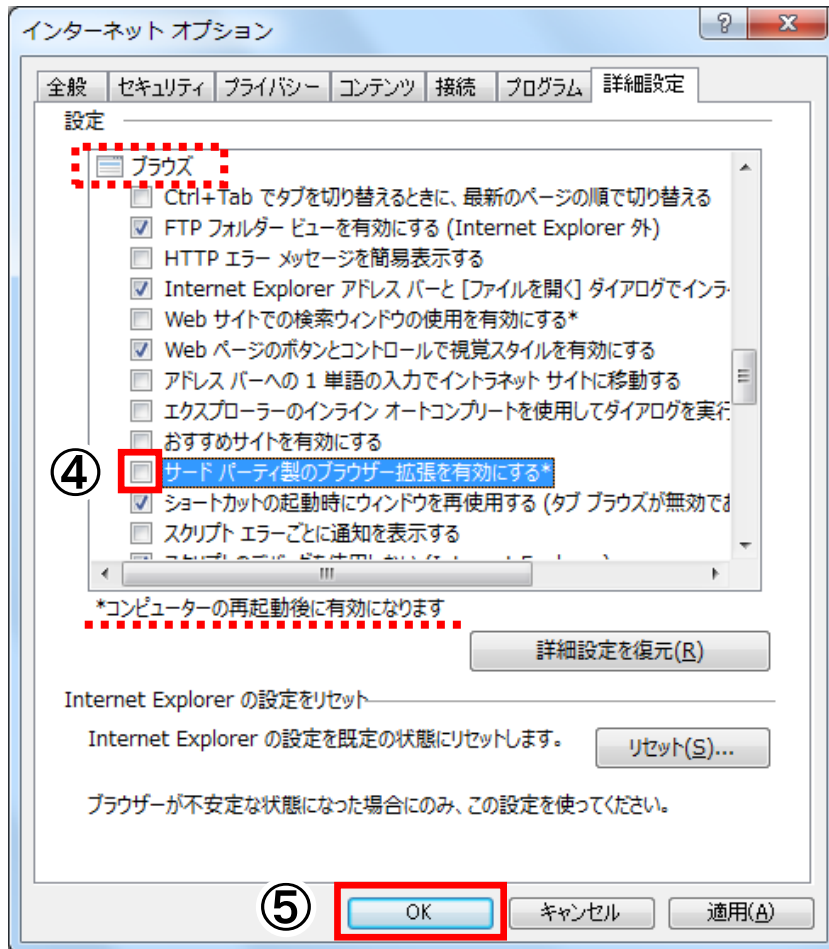 インターネット オプション
全般 セキュリティ プライバシー コンテンツ 接続 プログラム 詳細設定
設定
ブラウズ
Ctrl+Tab でタブを切り替えるときに、最新のページの順で切り替える
FTP フォルダー ビューを有効にする (Internet Explorer 外)
HTTP エラー メッセージを簡易表示する
Internet Explorer アドレス バーと [ファイルを開く] ダイアログでインラ
Web サイトでの検索ウィンドウの使用を有効にする*
Web ページのボタンとコントロールで視覚スタイルを有効にする
アドレス バーへの 1 単語の入力でイントラネット サイトに移動する
エクスプローラーのインライン オートコンプリートを使用してダイアログを実行
おすすめサイトを有効にする
④ サード パーティ製のブラウザー拡張を有効にする*
ショートカットの起動時にウィンドウを再使用する (タブ ブラウズが無効であ
スクリプト エラーごとに通知を表示する
*コンピューターの再起動後に有効になります
詳細設定を復元(R)
Internet Explorer の設定をリセット
Internet Explorer の設定を既定の状態にリセットします。
リセット(S)...
ブラウザーが不安定な状態になった場合にのみ、この設定を使ってください。
⑤ OK キャンセル 適用(A)